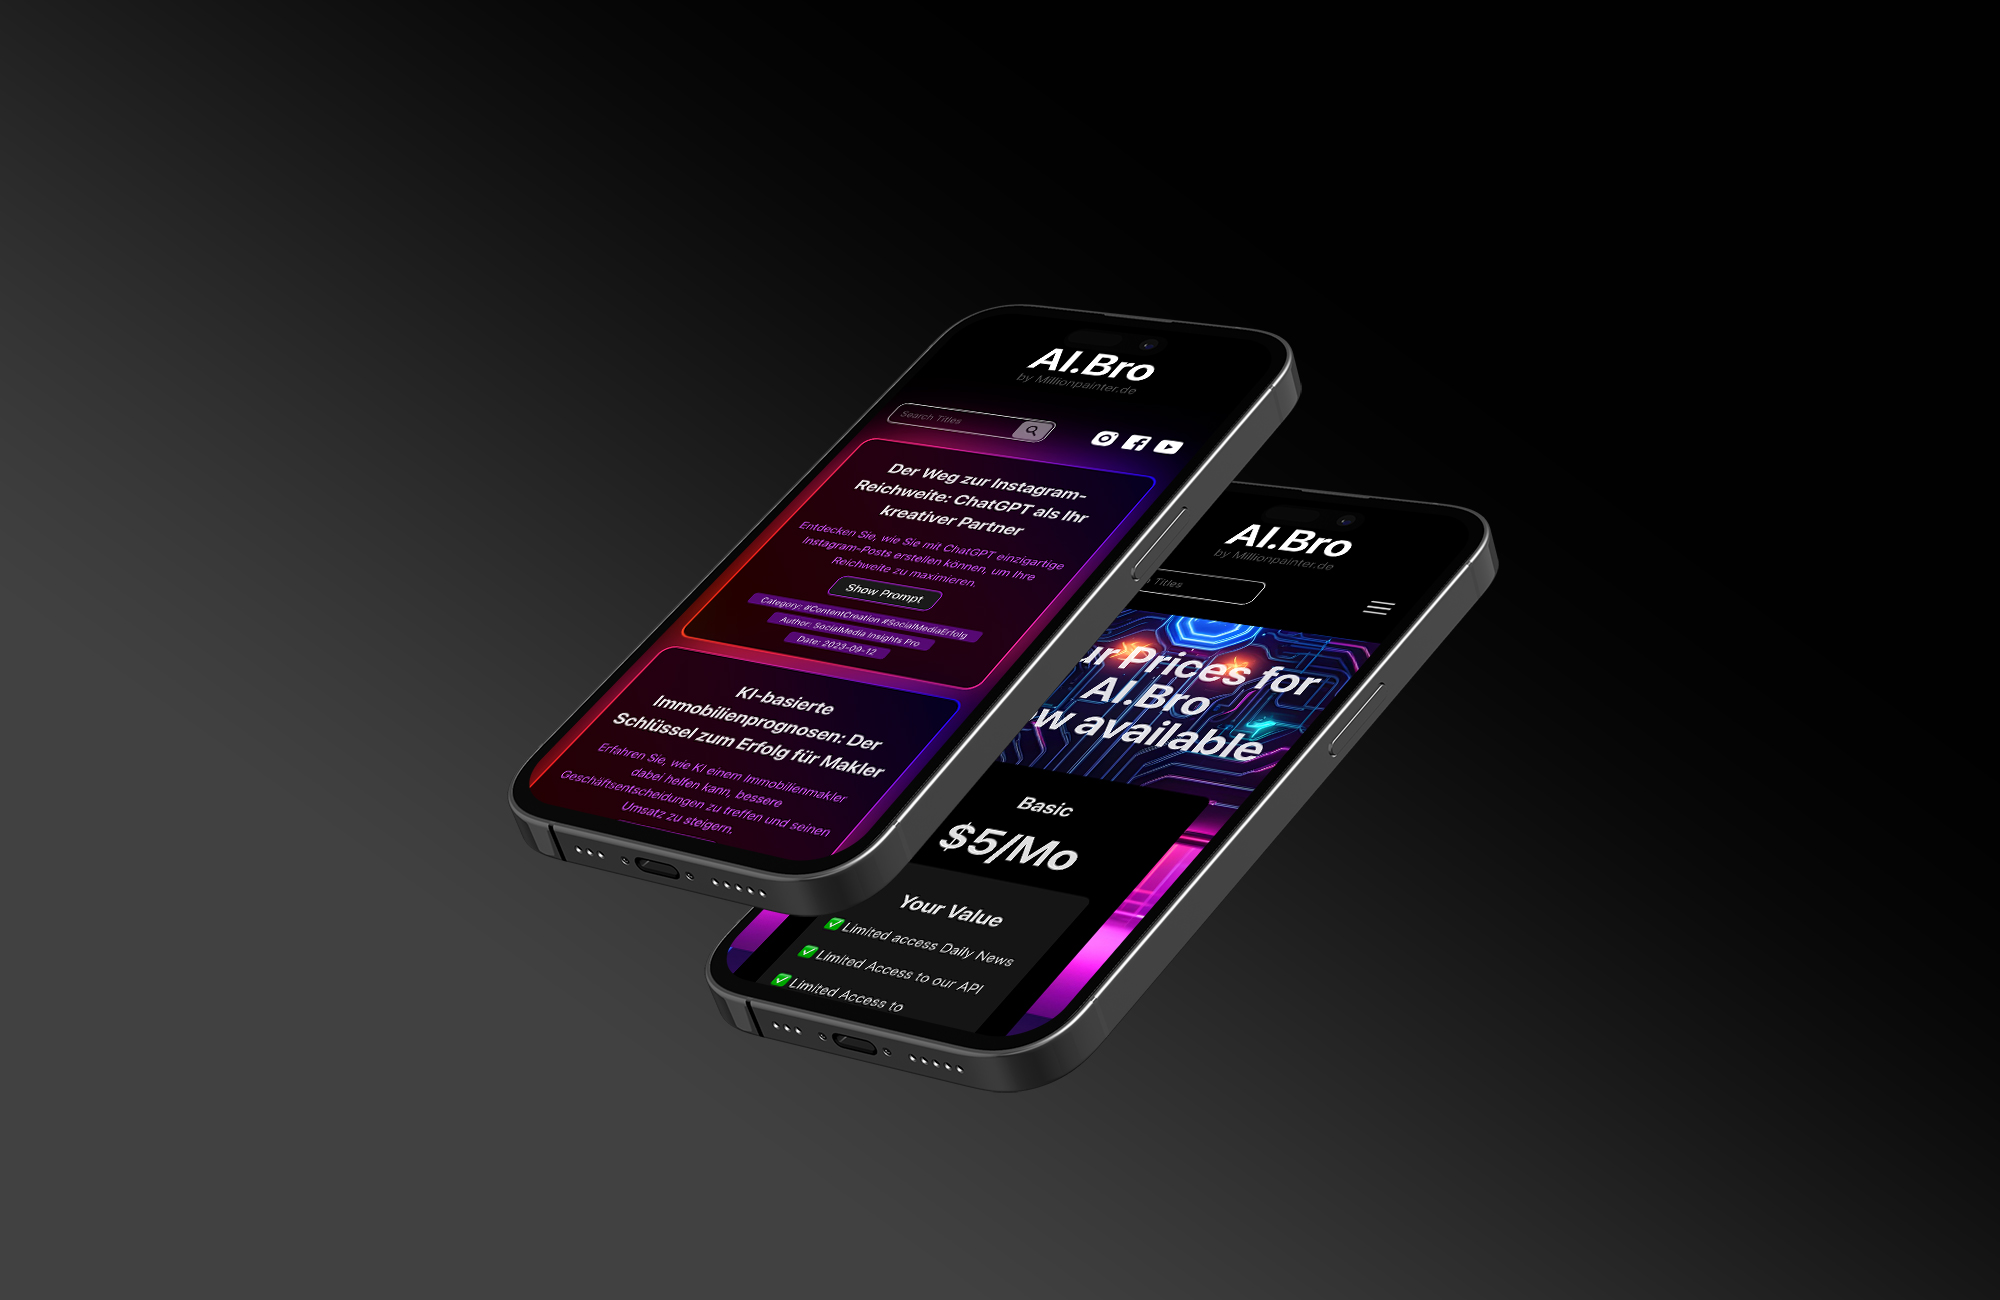 AI.Bro
by Millionpainter.de
Search Titles
Der Weg zur Instagram-
Reichweite: ChatGPT als Ihr
kreativer Partner
Entdecken Sie, wie Sie mit ChatGPT einzigartige
Instagram-Posts erstellen können, um Ihre
Reichweite zu maximieren.
Show Prompt
Category: #ContentCreation #SocialMediaErfolg
Author: SocialMedia Insights Pro
Date: 2023-09-12
KI-basierte
Immobilienprognosen: Der
Schlüssel zum Erfolg für Makler
Erfahren Sie, wie KI einem Immobilienmakler
dabei helfen kann, bessere
Geschäftsentscheidungen zu treffen und seinen
Umsatz zu steigern.
AI.Bro
by Millionpainter.de
Titles
Prices for
AI.Bro
available
Basic
$5/Mo
Your Value
✅ Limited access Daily News
✅ Limited Access to our API
✅ Limited Access to